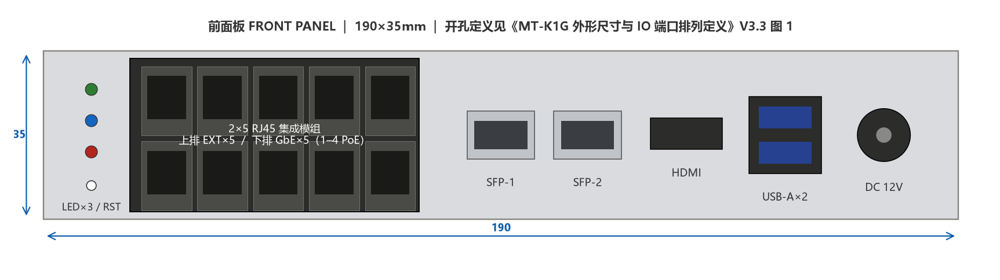 前面板 FRONT PANEL ｜ 190×35mm ｜ 开孔定义见《MT-K1G 外形尺寸与 IO 端口排列定义》V3.3 图 1
35
2×5 RJ45 集成模组
上排 EXT×5 / 下排 GbE×5（1–4 PoE）
LED×3 / RST
SFP-1
SFP-2
HDMI
USB-A×2
DC 12V
190